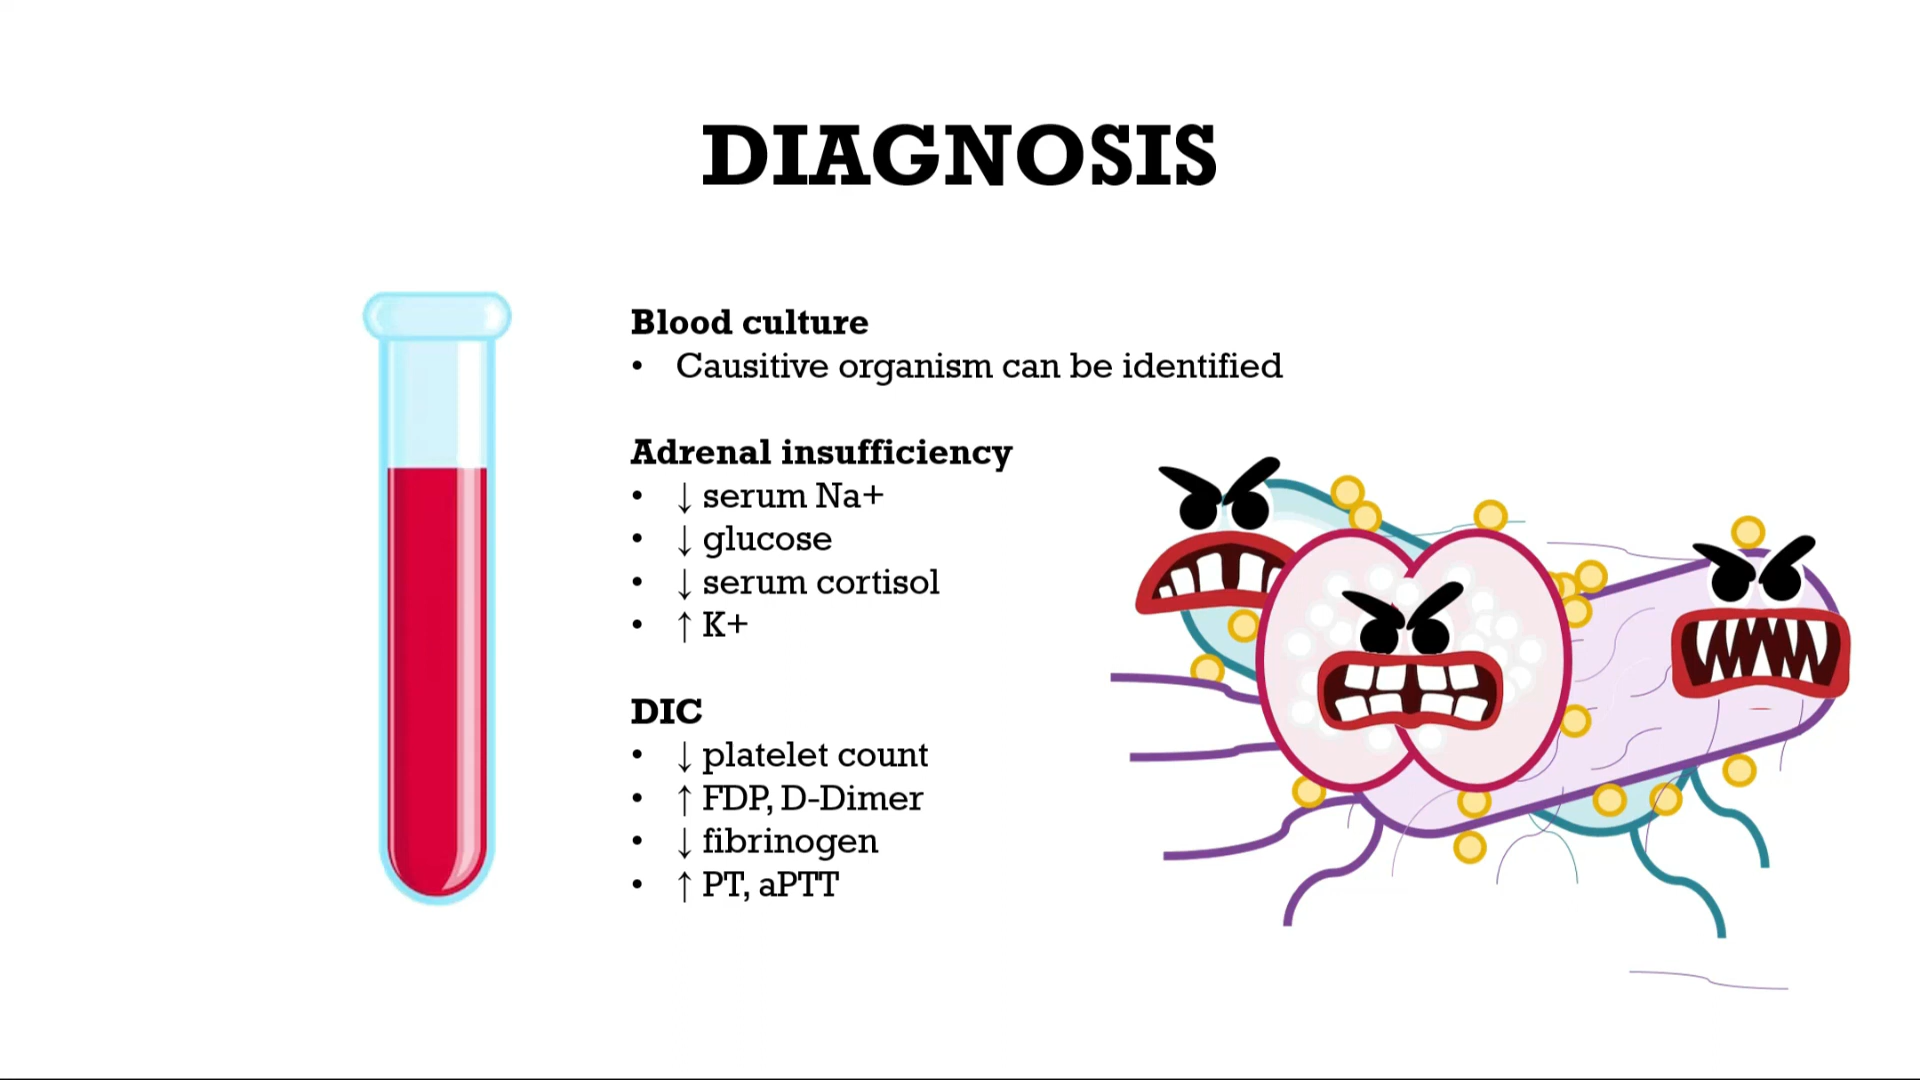 DIAGNOSIS
Blood culture
• Causitive organism can be identified
Adrenal insufficiency
• ↓ serum Na+
• ↓ glucose
• ↓ serum cortisol
• ↑ K+
DIC
• ↓ platelet count
• ↑ FDP, D-Dimer
• ↓ fibrinogen
• ↑ PT, aPTT